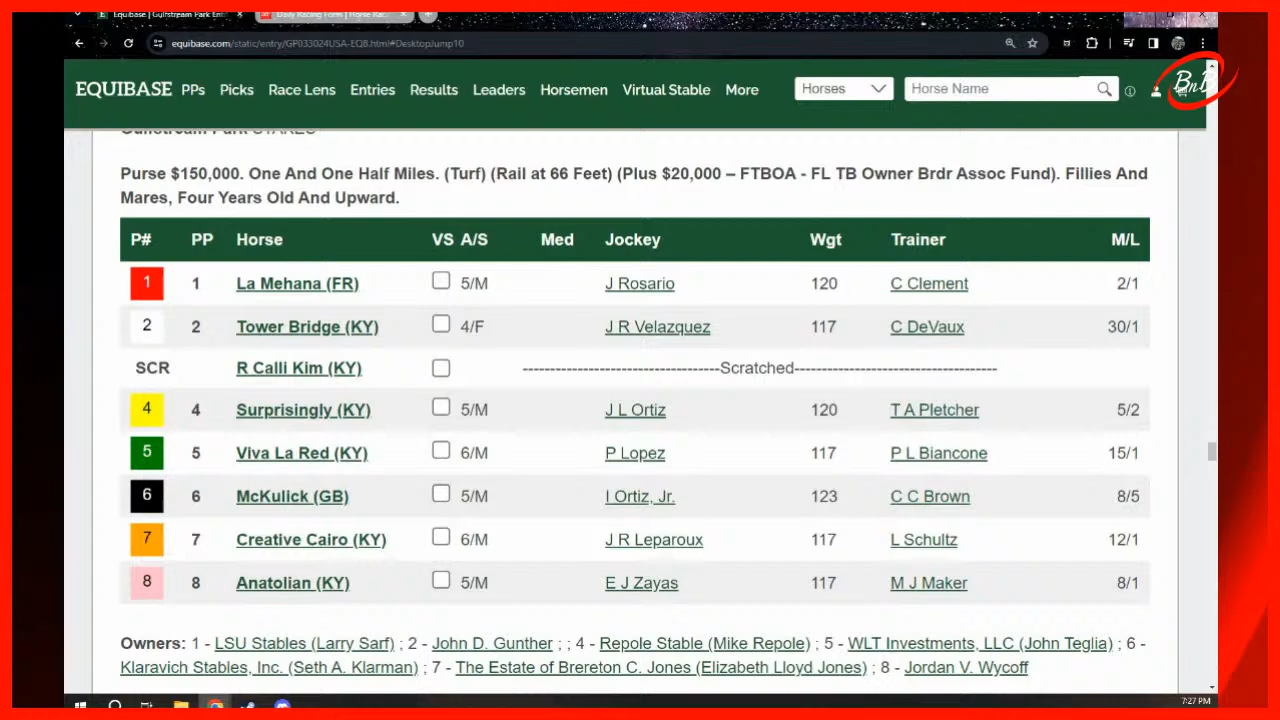 Equibase | Gulfstream Park Ent
Daily Racing Form | Horse Rac
equibase.com/static/entry/GP033024USA-EQB.html#DesktopJump10
EQUIBASE PPs Picks Race Lens Entries Results Leaders Horsemen Virtual Stable More Horses Horse Name
BnB
Gulfstream Park STAKES
Purse $150,000. One And One Half Miles. (Turf) (Rail at 66 Feet) (Plus $20,000 – FTBOA - FL TB Owner Brdr Assoc Fund). Fillies And
Mares, Four Years Old And Upward.
P# PP Horse VS A/S Med Jockey Wgt Trainer M/L
1 1 La Mehana (FR) 5/M J Rosario 120 C Clement 2/1
2 2 Tower Bridge (KY) 4/F J R Velazquez 117 C DeVaux 30/1
SCR R Calli Kim (KY) ---------------------------------------Scratched----------------------------------------
4 4 Surprisingly (KY) 5/M J L Ortiz 120 T A Pletcher 5/2
5 5 Viva La Red (KY) 6/M P Lopez 117 P L Biancone 15/1
6 6 McKulick (GB) 5/M I Ortiz, Jr. 123 C C Brown 8/5
7 7 Creative Cairo (KY) 6/M J R Leparoux 117 L Schultz 12/1
8 8 Anatolian (KY) 5/M E J Zayas 117 M J Maker 8/1
Owners: 1 - LSU Stables (Larry Sarf) ; 2 - John D. Gunther ; ; 4 - Repole Stable (Mike Repole) ; 5 - WLT Investments, LLC (John Teglia) ; 6 -
Klaravich Stables, Inc. (Seth A. Klarman) ; 7 - The Estate of Brereton C. Jones (Elizabeth Lloyd Jones) ; 8 - Jordan V. Wycoff
7:27 PM